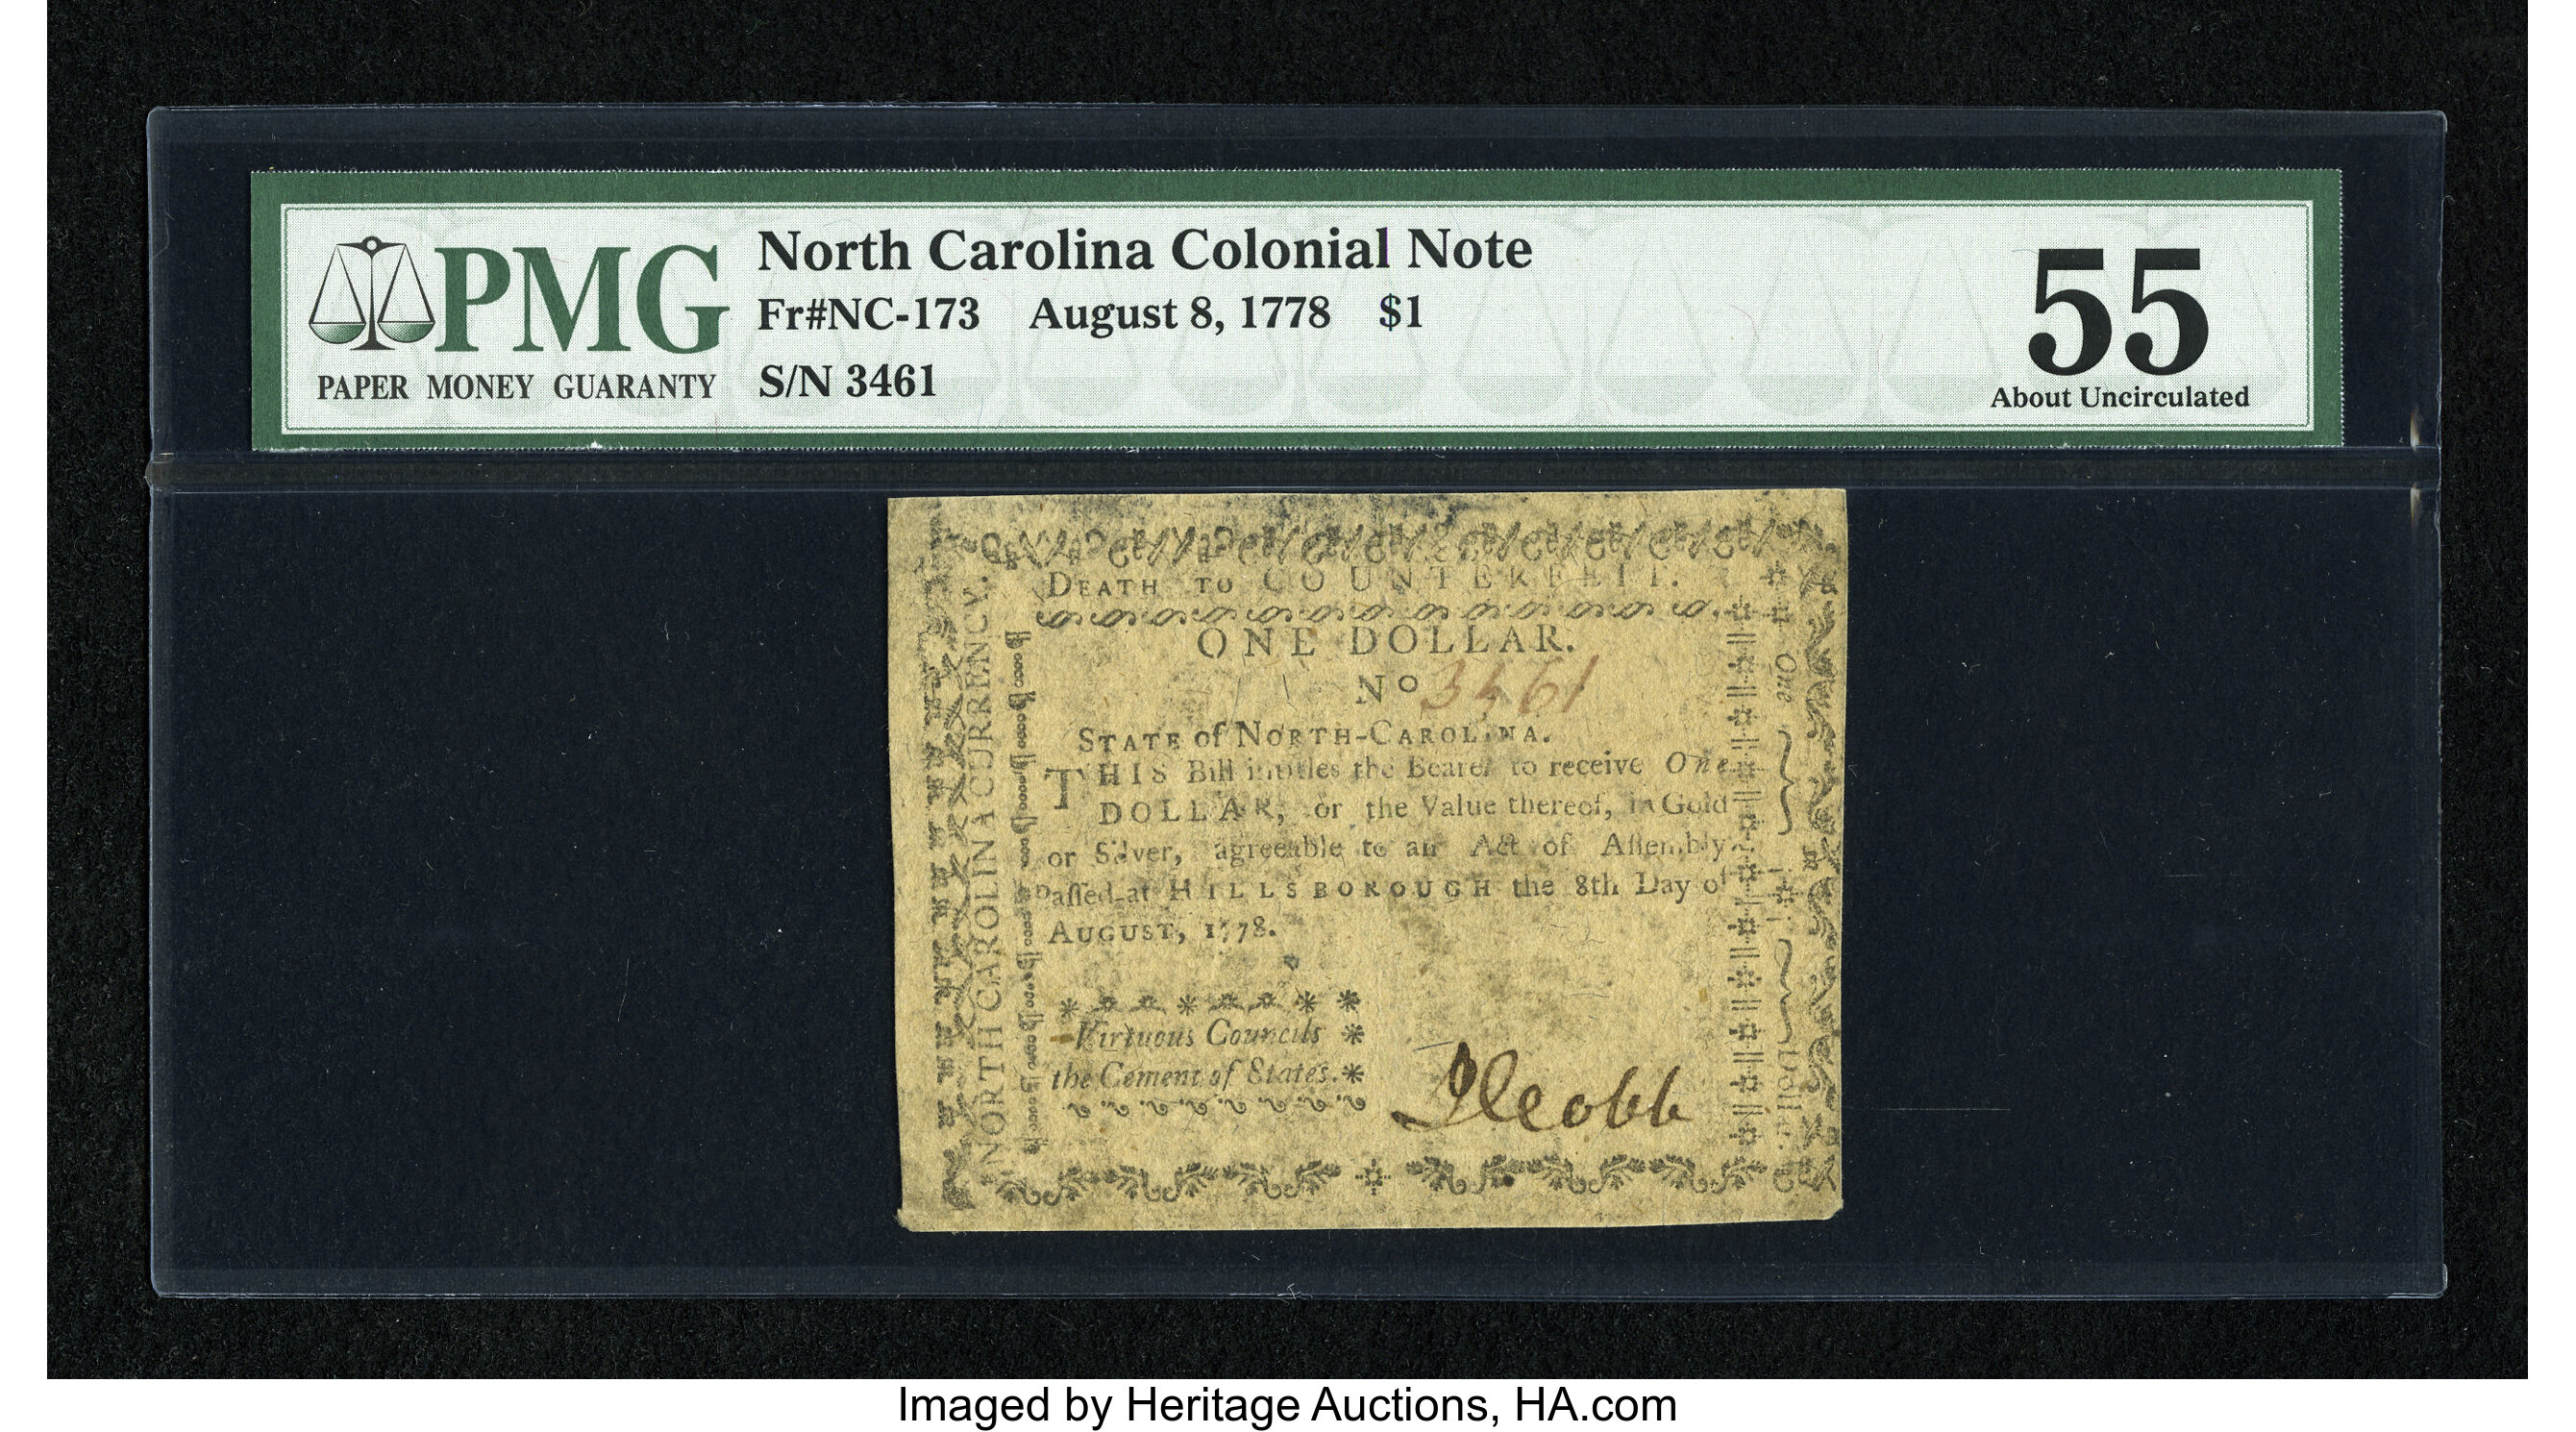 PMG
PAPER MONEY GUARANTY
North Carolina Colonial Note
Fr#NC-173 August 8, 1778 $1
S/N 3461
55
About Uncirculated
DEATH TO COUNTERFEIT.
ONE DOLLAR.
No 3461
STATE of NORTH-CAROLINA.
THIS Bill intitles the Bearer to receive One
DOLLAR, or the Value thereof, in Gold
or Silver, agreeable to an Act of Aſſembly
Paſſed at HILLSBOROUGH the 8th Day of
AUGUST, 1778.
Virtuous Councils
the Cement of States.
J Cobb
NORTH CAROLINA CURRENCY.
One Dollar.
Imaged by Heritage Auctions, HA.com